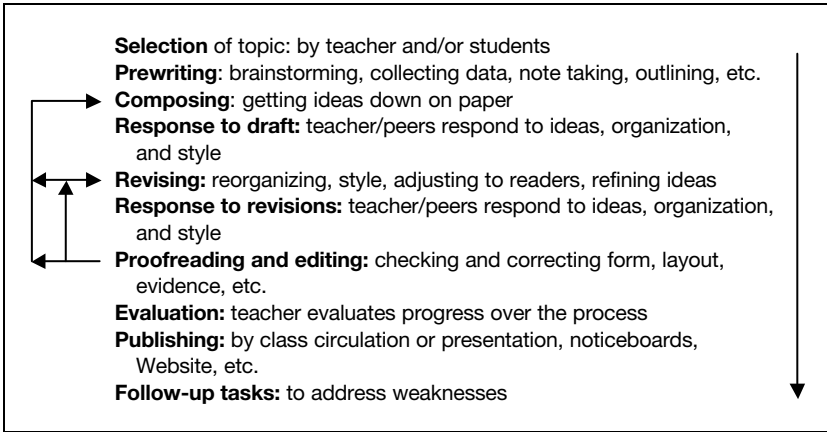 Selection of topic: by teacher and/or students
Prewriting: brainstorming, collecting data, note taking, outlining, etc.
Composing: getting ideas down on paper
Response to draft: teacher/peers respond to ideas, organization,
and style
Revising: reorganizing, style, adjusting to readers, refining ideas
Response to revisions: teacher/peers respond to ideas, organization,
and style
Proofreading and editing: checking and correcting form, layout,
evidence, etc.
Evaluation: teacher evaluates progress over the process
Publishing: by class circulation or presentation, noticeboards,
Website, etc.
Follow-up tasks: to address weaknesses